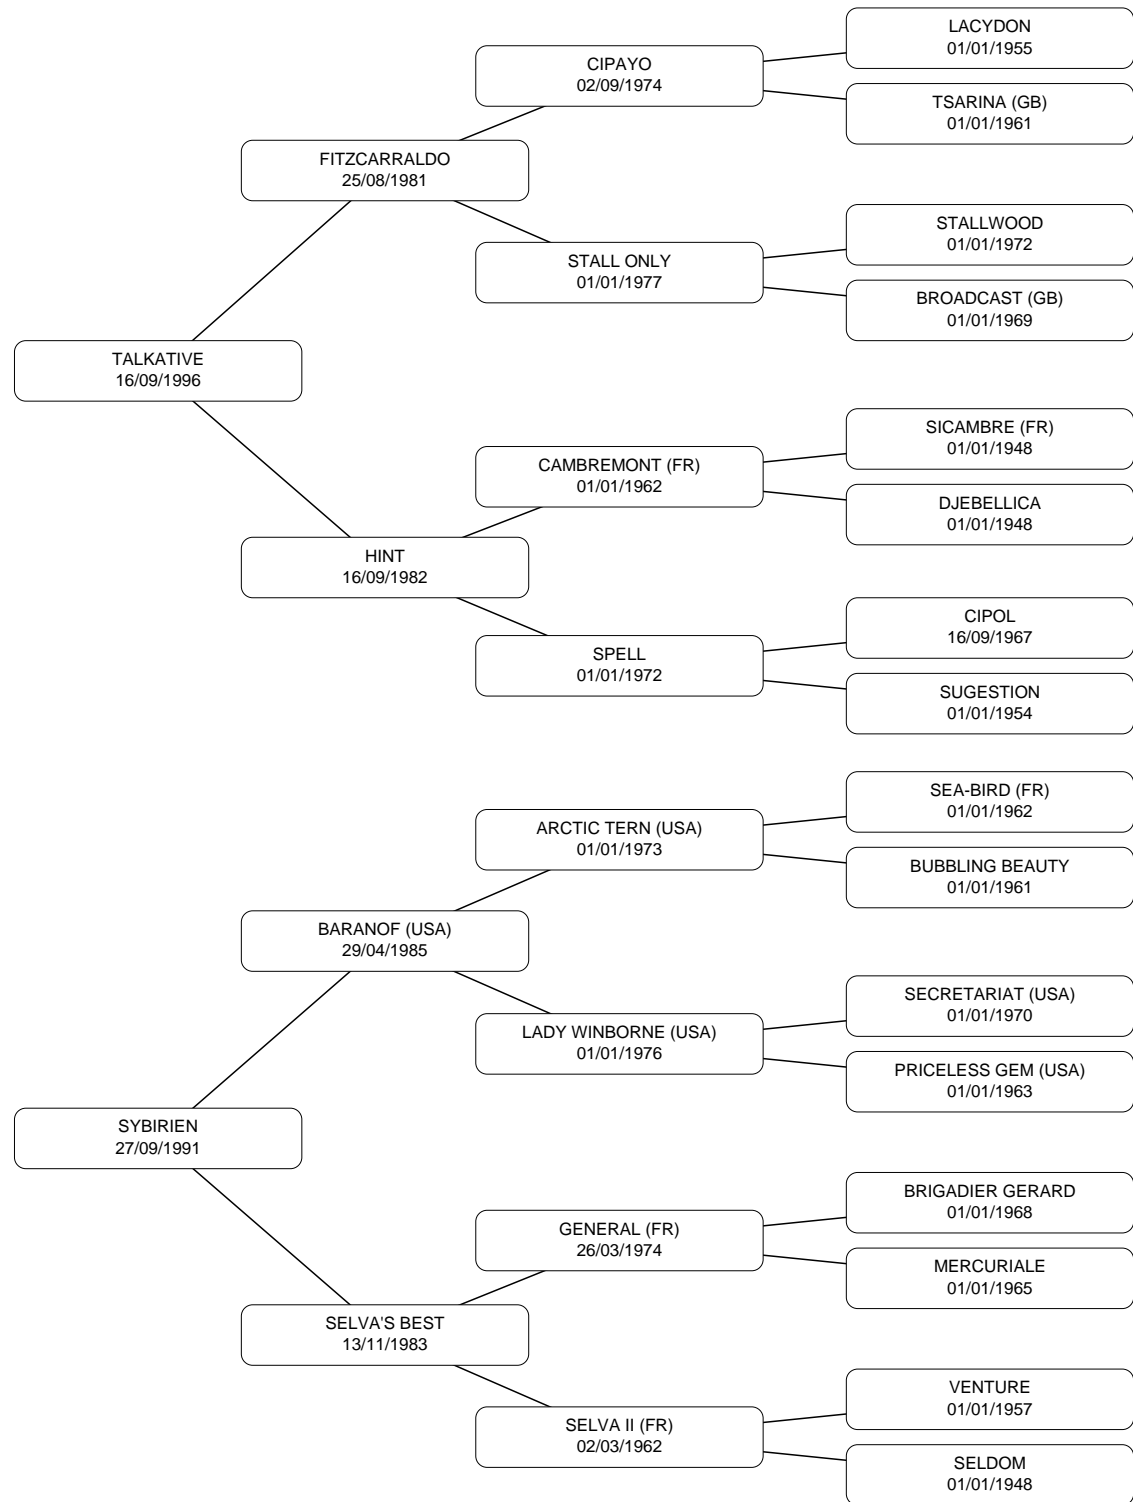 LACYDON
01/01/1955
CIPAYO
02/09/1974
TSARINA (GB)
01/01/1961
FITZCARRALDO
25/08/1981
STALLWOOD
01/01/1972
STALL ONLY
01/01/1977
BROADCAST (GB)
01/01/1969
TALKATIVE
16/09/1996
SICAMBRE (FR)
01/01/1948
CAMBREMONT (FR)
01/01/1962
DJEBELLICA
01/01/1948
HINT
16/09/1982
CIPOL
16/09/1967
SPELL
01/01/1972
SUGESTION
01/01/1954
SEA-BIRD (FR)
01/01/1962
ARCTIC TERN (USA)
01/01/1973
BUBBLING BEAUTY
01/01/1961
BARANOF (USA)
29/04/1985
SECRETARIAT (USA)
01/01/1970
LADY WINBORNE (USA)
01/01/1976
PRICELESS GEM (USA)
01/01/1963
SYBIRIEN
27/09/1991
BRIGADIER GERARD
01/01/1968
GENERAL (FR)
26/03/1974
MERCURIALE
01/01/1965
SELVA'S BEST
13/11/1983
VENTURE
01/01/1957
SELVA II (FR)
02/03/1962
SELDOM
01/01/1948